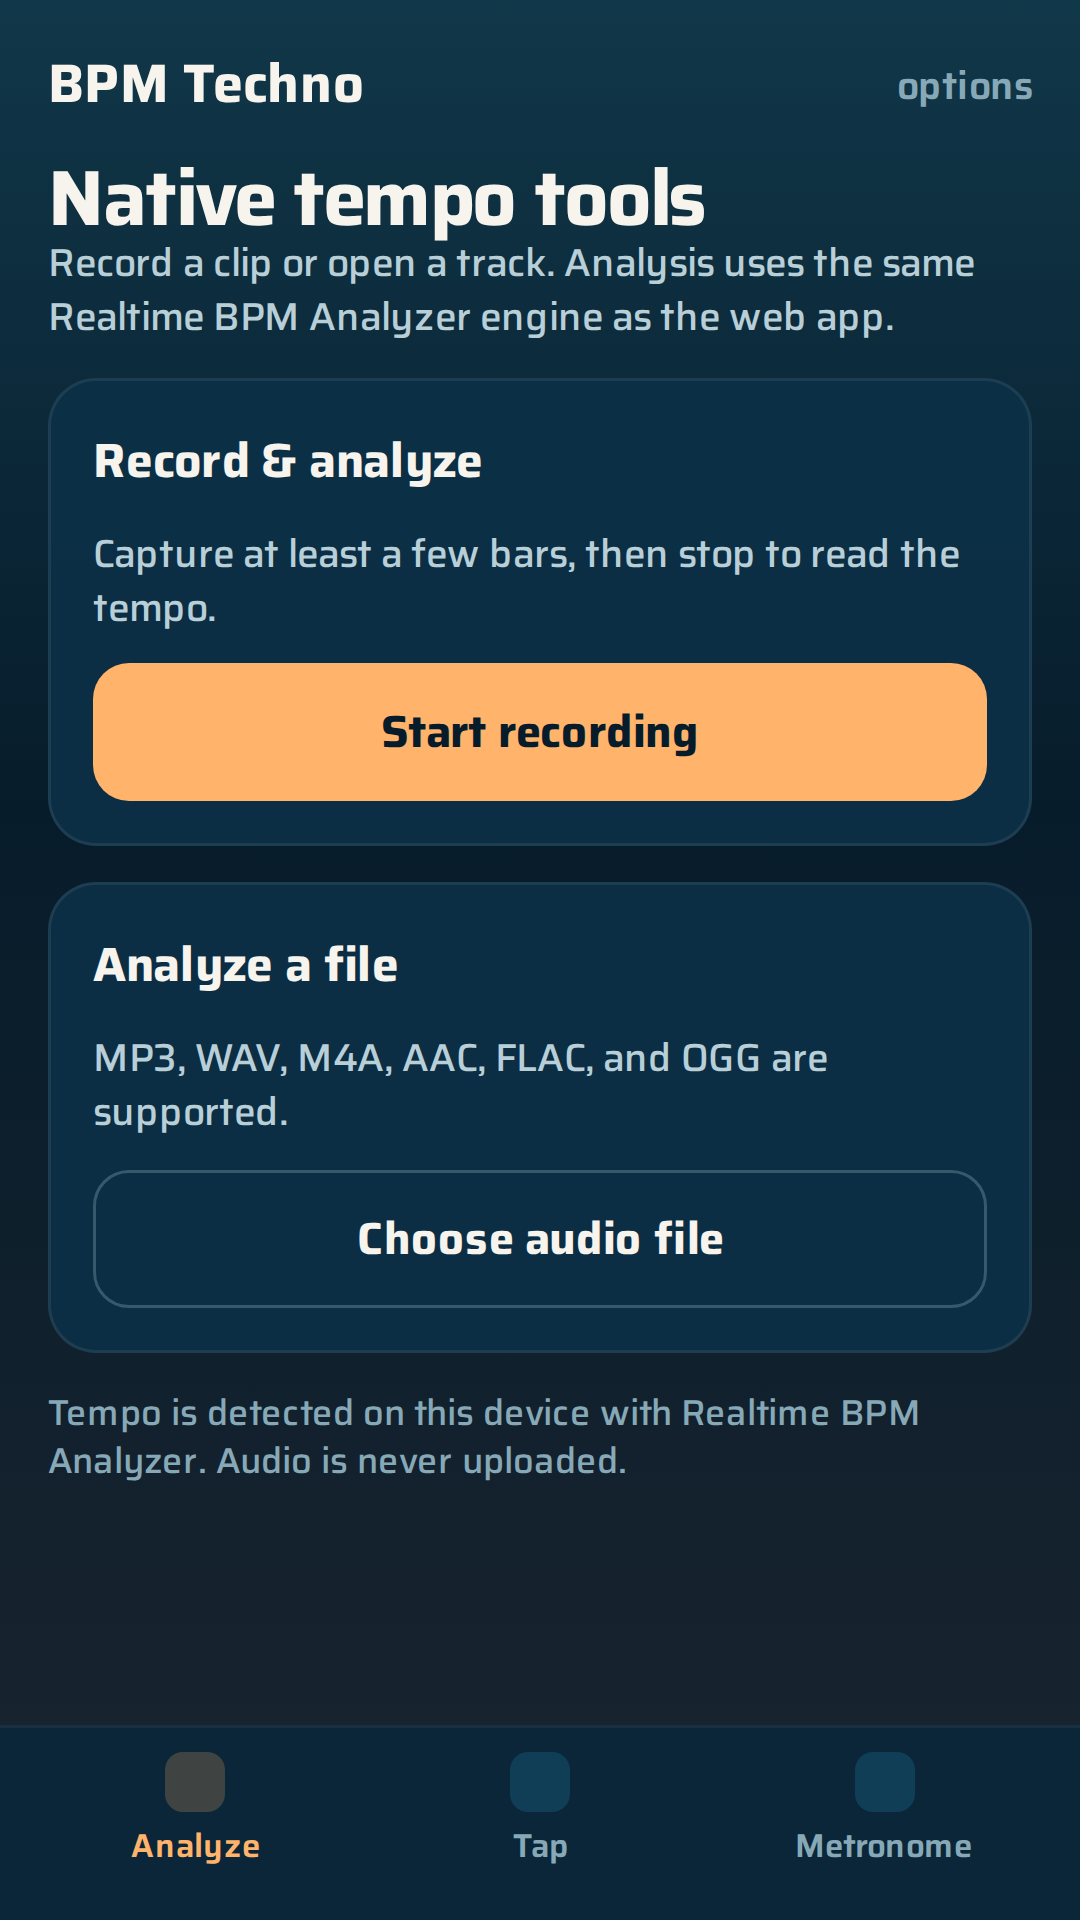 BPM Techno
options
Native tempo tools
Record a clip or open a track. Analysis uses the same
Realtime BPM Analyzer engine as the web app.
Record & analyze
Capture at least a few bars, then stop to read the
tempo.
Start recording
Analyze a file
MP3, WAV, M4A, AAC, FLAC, and OGG are
supported.
Choose audio file
Tempo is detected on this device with Realtime BPM
Analyzer. Audio is never uploaded.
Analyze
Tap
Metronome